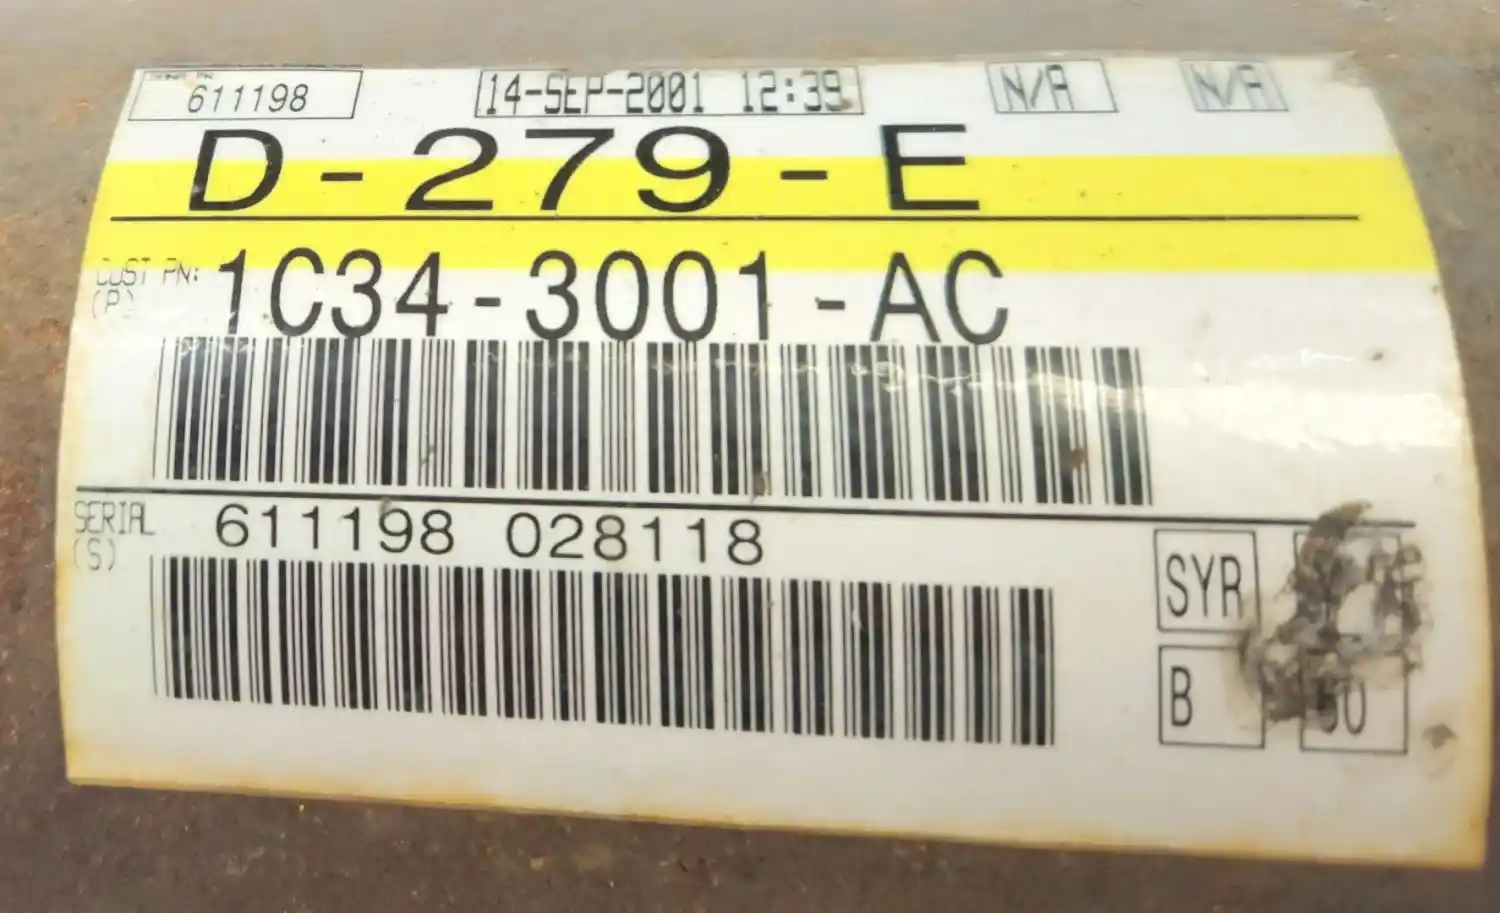 611198
14-SEP-2001 12:39
N/A
N/A
D-279-E
CUST PN:
(P)
1C34-3001-AC
SERIAL
(S)
611198 028118
SYR
B